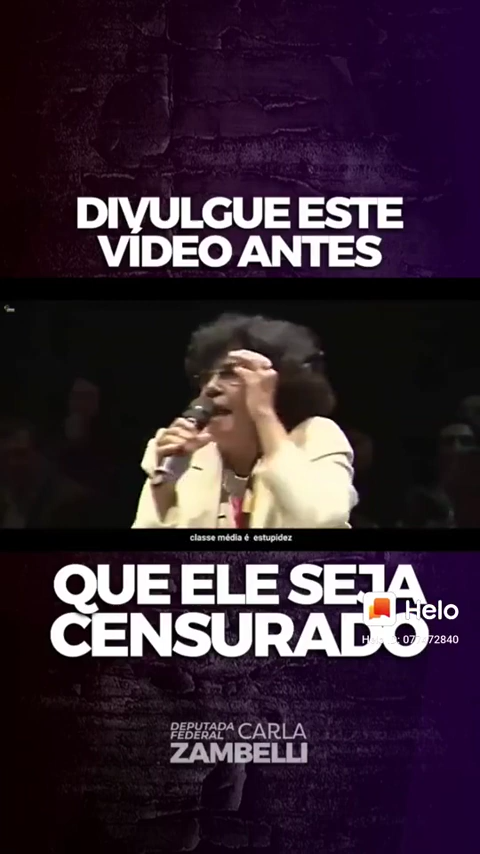 DIVULGUE ESTE
VÍDEO ANTES
classe média é estupidez
QUE ELE SEJA
CENSURADO
Helo
DEPUTADA
FEDERAL CARLA
ZAMBELLI